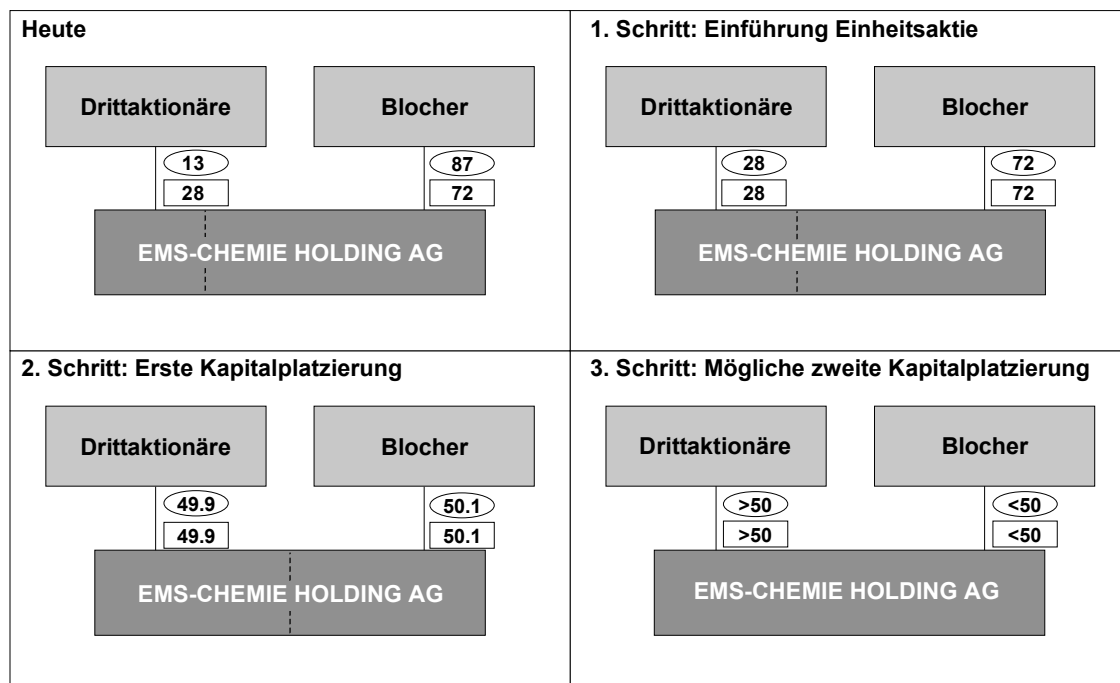 Heute
Drittaktionäre
Blocher
13
87
28
72
EMS-CHEMIE HOLDING AG
1. Schritt: Einführung Einheitsaktie
Drittaktionäre
Blocher
28
72
28
72
EMS-CHEMIE HOLDING AG
2. Schritt: Erste Kapitalplatzierung
Drittaktionäre
Blocher
49.9
50.1
49.9
50.1
EMS-CHEMIE HOLDING AG
3. Schritt: Mögliche zweite Kapitalplatzierung
Drittaktionäre
Blocher
>50
<50
>50
<50
EMS-CHEMIE HOLDING AG